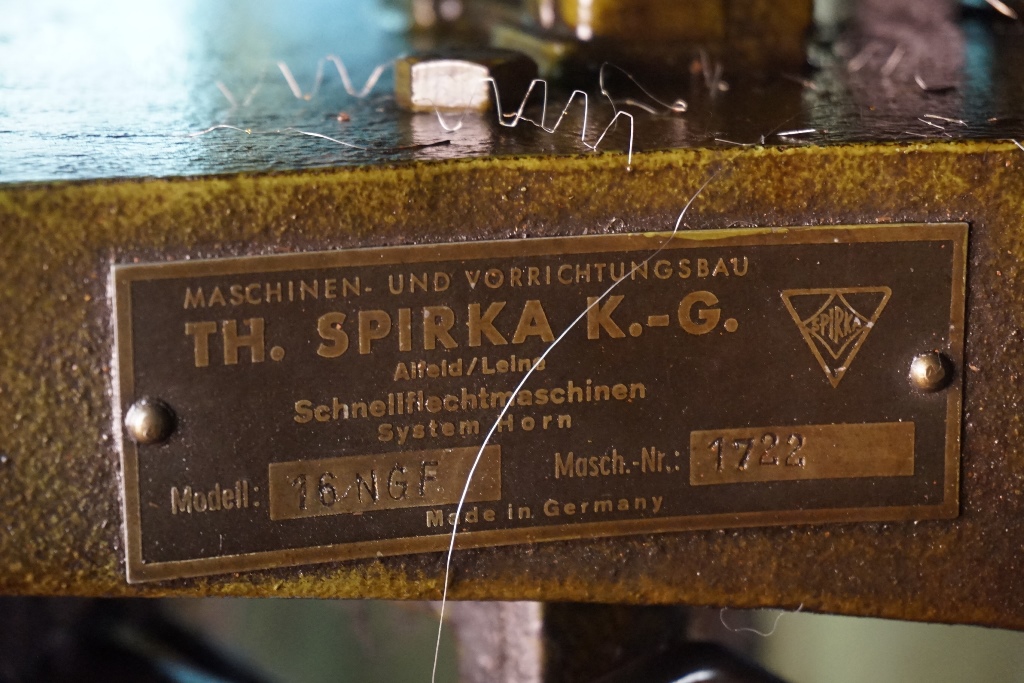 MASCHINEN- UND VORRICHTUNGSBAU
TH. SPIRKA K.-G.
SPIRKA
Alfeld/Leine
Schnellflechtmaschinen
System Horn
Modell: 16 NGF
Masch.-Nr.: 1722
Made in Germany